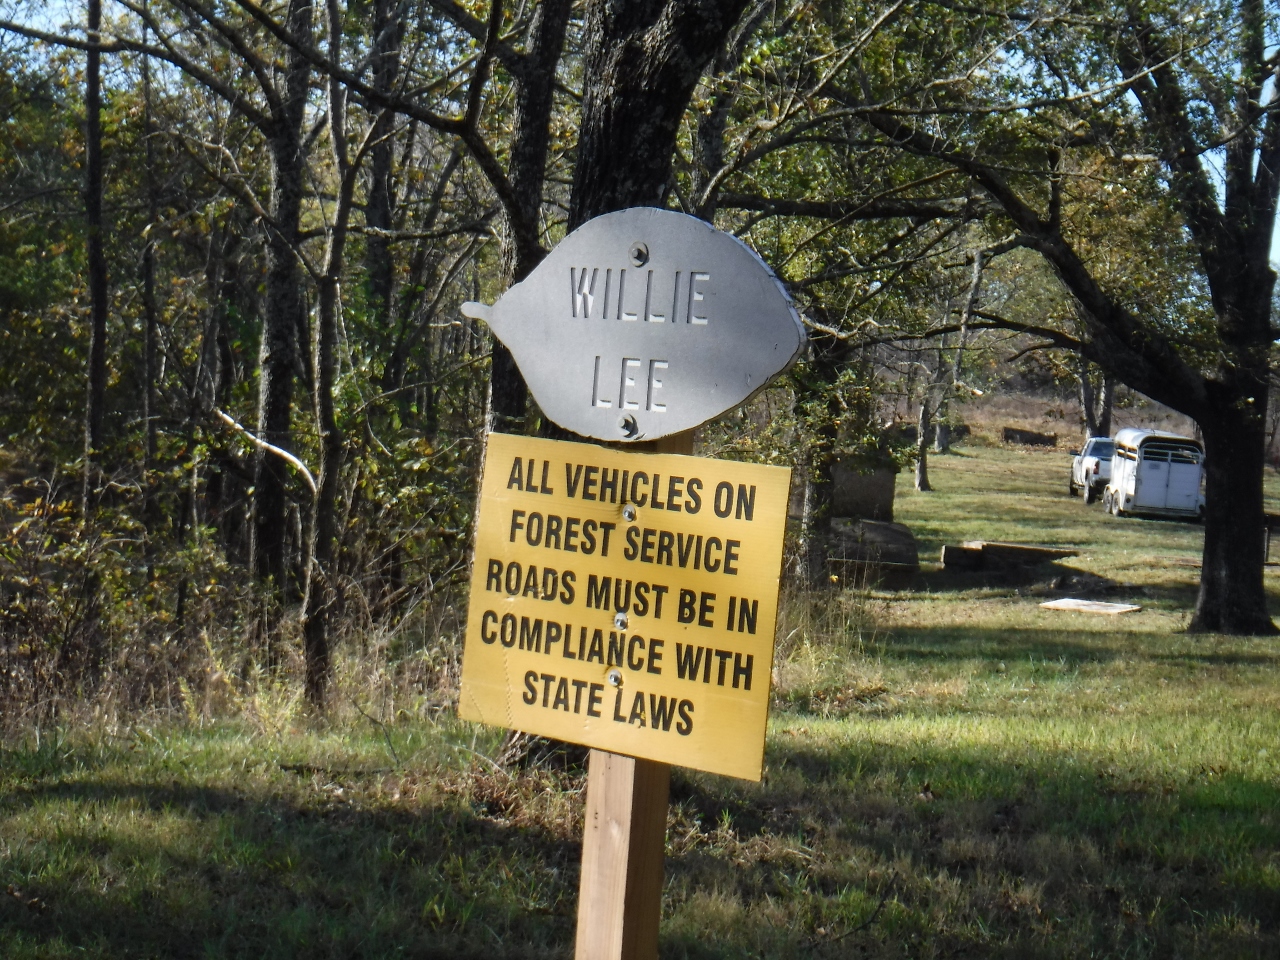 WILLIE
LEE
ALL VEHICLES ON
FOREST SERVICE
ROADS MUST BE IN
COMPLIANCE WITH
STATE LAWS